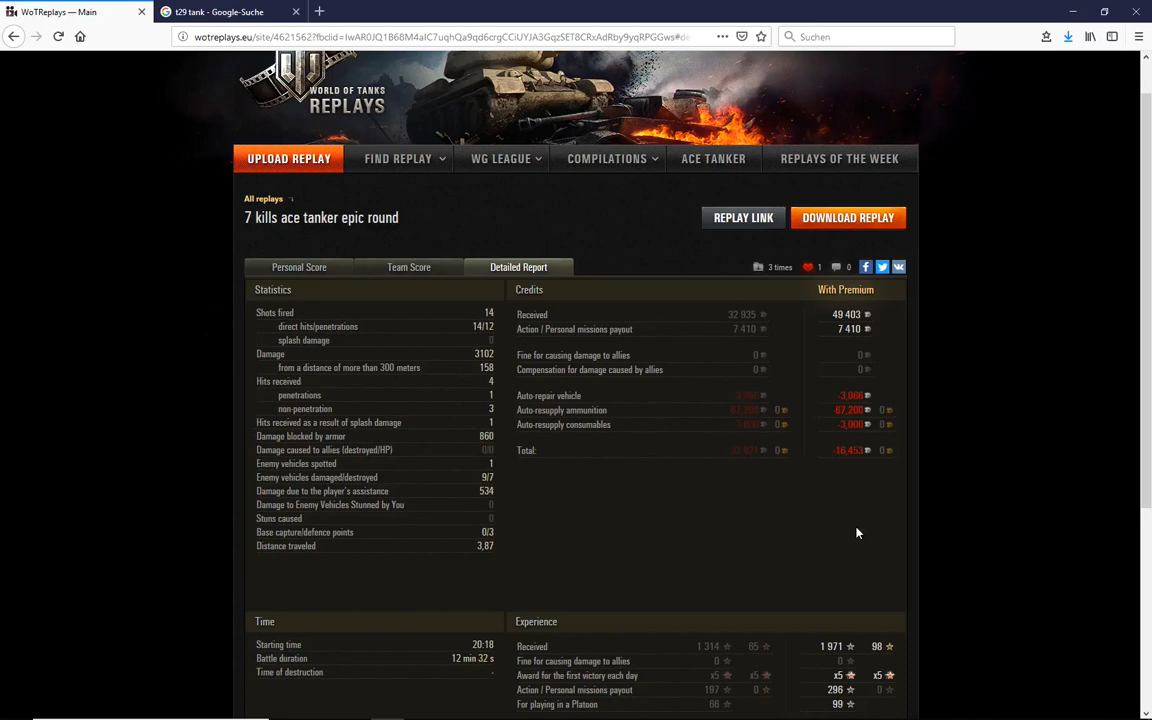 WoTReplays — Main
t29 tank - Google-Suche
wotreplays.eu/site/4621562?fbclid=IwAR0JQ1B68M4aIC7uqhQa9qd6crgCCiUYJA3GqzSET8CRxAdRby9yqRPGGws#de
Suchen
WORLD OF TANKS
REPLAYS
UPLOAD REPLAY FIND REPLAY WG LEAGUE COMPILATIONS ACE TANKER REPLAYS OF THE WEEK
All replays
7 kills ace tanker epic round
REPLAY LINK DOWNLOAD REPLAY
Personal Score Team Score Detailed Report 3 times 1 0
Statistics
Shots fired 14
direct hits/penetrations 14/12
splash damage 0
Damage 3102
from a distance of more than 300 meters 158
Hits received 4
penetrations 1
non-penetration 3
Hits received as a result of splash damage 1
Damage blocked by armor 860
Damage caused to allies (destroyed/HP) 0/0
Enemy vehicles spotted 1
Enemy vehicles damaged/destroyed 9/7
Damage due to the player's assistance 534
Damage to Enemy Vehicles Stunned by You 0
Stuns caused 0
Base capture/defence points 0/3
Distance traveled 3,87
Credits With Premium
Received 32 935 49 403
Action / Personal missions payout 7 410 7 410
Fine for causing damage to allies 0 0
Compensation for damage caused by allies 0 0
Auto-repair vehicle -3,066
Auto-resupply ammunition 0 -67,200 0
Auto-resupply consumables 0 -3,000 0
Total: 0 -16,453 0
Time
Starting time 20:18
Battle duration 12 min 32 s
Time of destruction -
Experience
Received 1 314 65 1 971 98
Fine for causing damage to allies 0 0
Award for the first victory each day x5 x5 x5 x5
Action / Personal missions payout 197 0 296 0
For playing in a Platoon 66 99